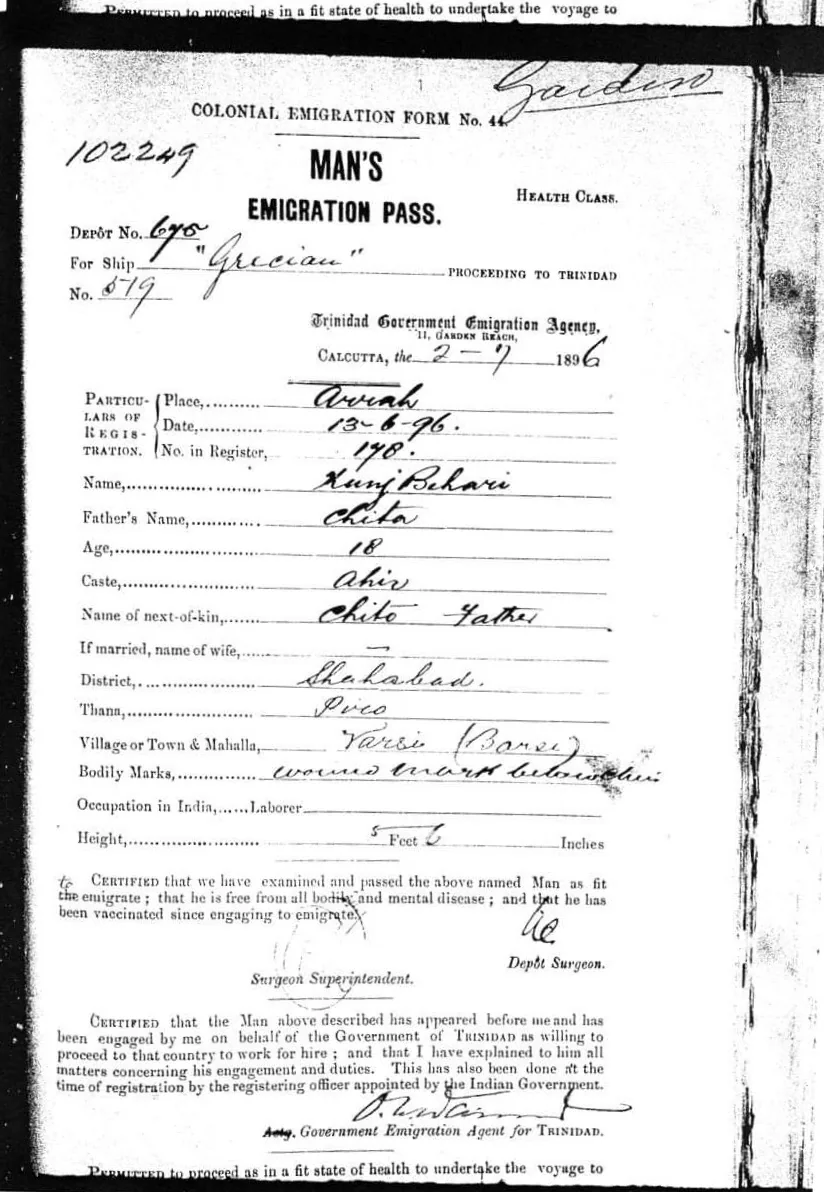 PERMITTED to proceed as in a fit state of health to undertake the voyage to
COLONIAL EMIGRATION FORM No. 44.
102249
MAN'S
EMIGRATION PASS.
HEALTH CLASS.
DEPÔT No. 675
For Ship "Grecian" PROCEEDING TO TRINIDAD
No. 519
Trinidad Government Emigration Agency,
11, GARDEN REACH,
CALCUTTA, the 2-7 1896
PARTICULARS OF REGISTRATION.
Place, Arrah
Date, 13-6-96.
No. in Register, 178.
Name, Kunj Behari
Father's Name, Chito
Age, 18
Caste, Ahir
Name of next-of-kin, Chito Father
If married, name of wife, —
District, Shahabad.
Thana, Piro
Village or Town & Mahalla, Varsi (Barsi)
Bodily Marks, wound mark below chin
Occupation in India, Laborer
Height, 5 Feet 6 Inches
CERTIFIED that we have examined and passed the above named Man as fit
to the emigrate; that he is free from all bodily and mental disease; and that he has
been vaccinated since engaging to emigrate.
Depôt Surgeon.
Surgeon Superintendent.
CERTIFIED that the Man above described has appeared before me and has
been engaged by me on behalf of the Government of TRINIDAD as willing to
proceed to that country to work for hire; and that I have explained to him all
matters concerning his engagement and duties. This has also been done at the
time of registration by the registering officer appointed by the Indian Government.
Actg. Government Emigration Agent for TRINIDAD.
PERMITTED to proceed as in a fit state of health to undertake the voyage to